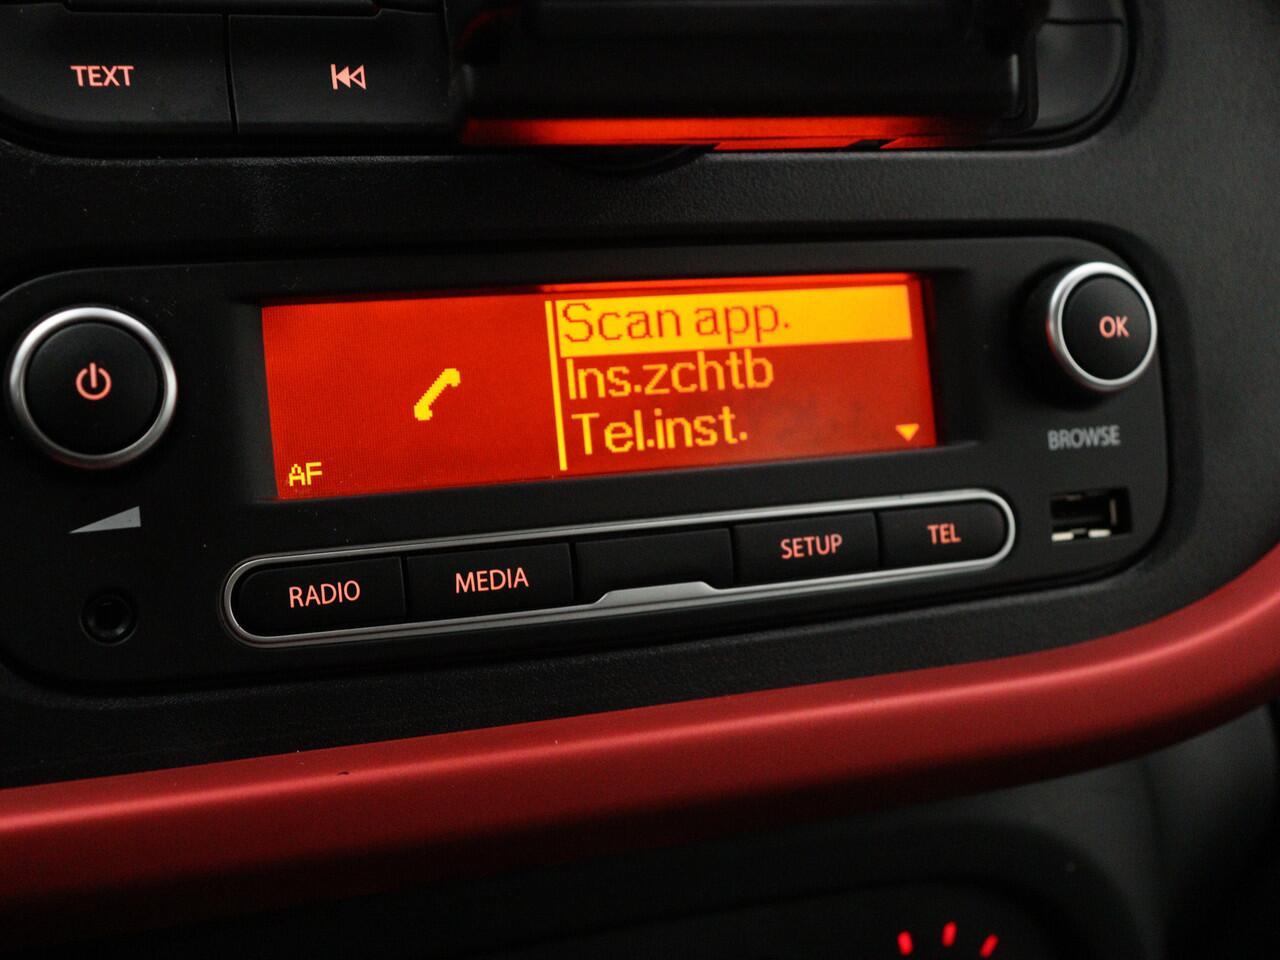 TEXT
Scan app.
Ins.zchtb
Tel.inst.
AF
OK
BROWSE
RADIO
MEDIA
SETUP
TEL